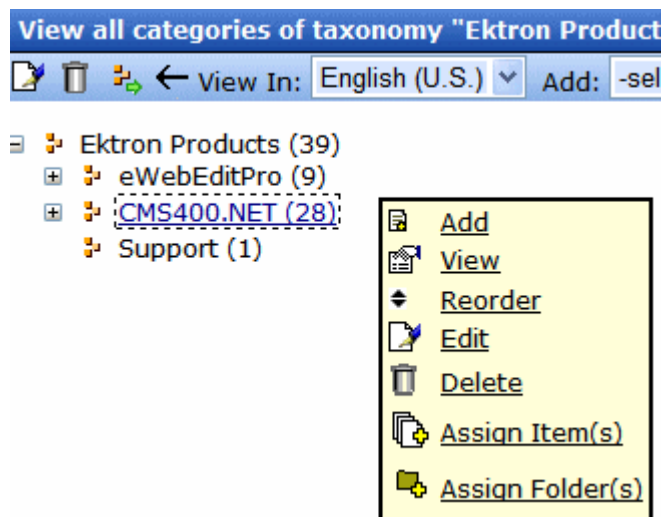 View all categories of taxonomy "Ektron Product
View In: English (U.S.) Add: -sel
Ektron Products (39)
eWebEditPro (9)
CMS400.NET (28)
Support (1)
Add
View
Reorder
Edit
Delete
Assign Item(s)
Assign Folder(s)